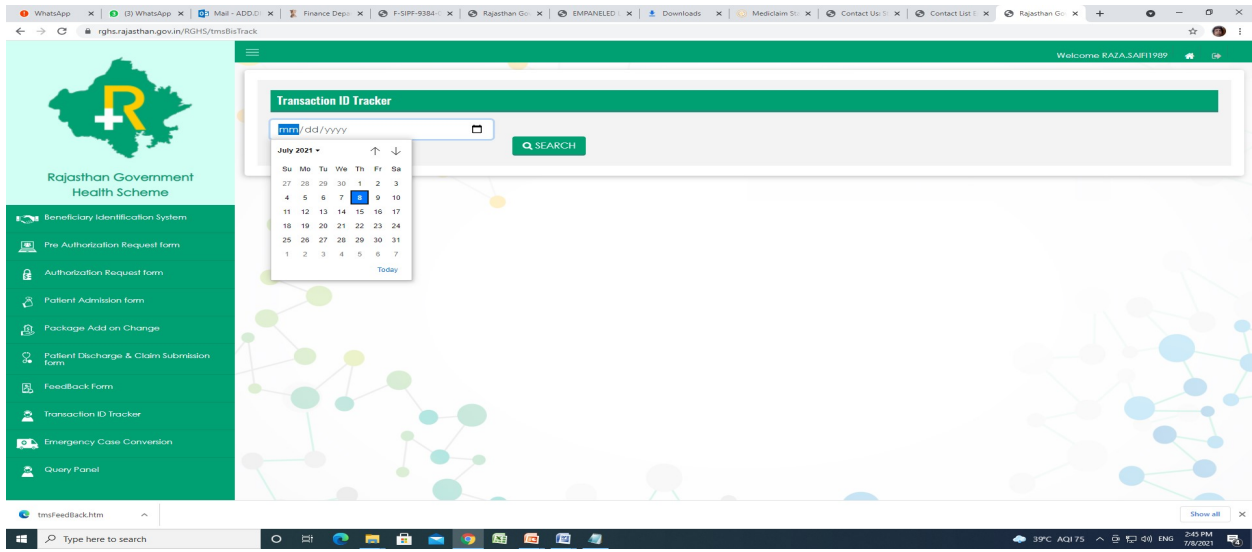 WhatsApp
(3) WhatsApp
Mail - ADD.D
Finance Depa
F-SIPF-9384-
Rajasthan Go
EMPANELED
Downloads
Mediclaim St
Contact Us: S
Contact List
Rajasthan Go
rghs.rajasthan.gov.in/RGHS/tmsBisTrack
Welcome RAZA.SAIFI1989
R
Rajasthan Government
Health Scheme
Beneficiary Identification System
Pre Authorization Request form
Authorization Request form
Patient Admission form
Package Add on Change
Patient Discharge & Claim Submission
form
FeedBack Form
Transaction ID Tracker
Emergency Case Conversion
Query Panel
Transaction ID Tracker
mm/dd/yyyy
SEARCH
July 2021
Su Mo Tu We Th Fr Sa
27 28 29 30 1 2 3
4 5 6 7 8 9 10
11 12 13 14 15 16 17
18 19 20 21 22 23 24
25 26 27 28 29 30 31
1 2 3 4 5 6 7
Today
tmsFeedBack.htm
Show all
Type here to search
39°C AQI 75
ENG
2:45 PM
7/8/2021